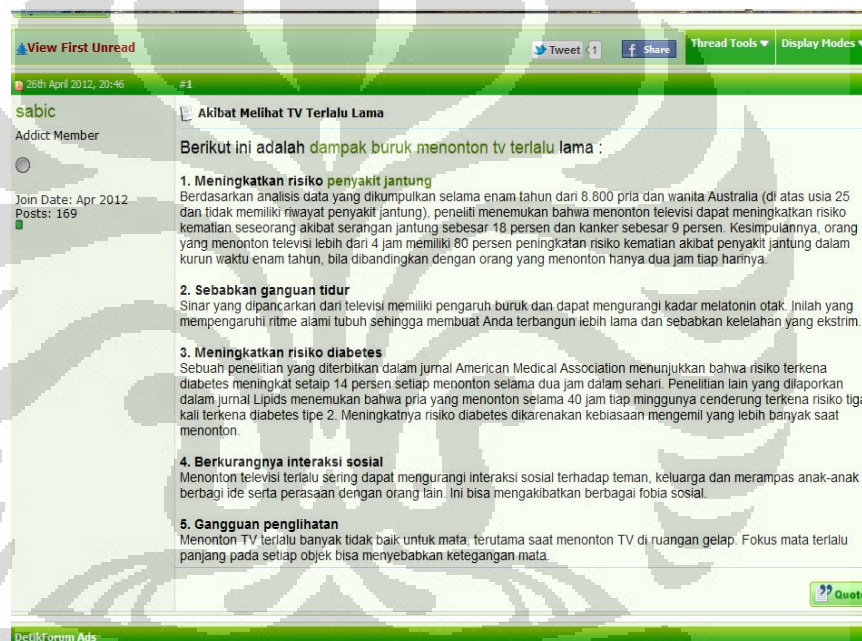 View First Unread
Tweet 1
Share
Thread Tools
Display Modes
26th April 2012, 20:46
#1
sabic
Addict Member
Join Date: Apr 2012
Posts: 169
Akibat Melihat TV Terlalu Lama
Berikut ini adalah dampak buruk menonton tv terlalu lama :
1. Meningkatkan risiko penyakit jantung
Berdasarkan analisis data yang dikumpulkan selama enam tahun dari 8.800 pria dan wanita Australia (di atas usia 25
dan tidak memiliki riwayat penyakit jantung), peneliti menemukan bahwa menonton televisi dapat meningkatkan risiko
kematian seseorang akibat serangan jantung sebesar 18 persen dan kanker sebesar 9 persen. Kesimpulannya, orang
yang menonton televisi lebih dari 4 jam memiliki 80 persen peningkatan risiko kematian akibat penyakit jantung dalam
kurun waktu enam tahun, bila dibandingkan dengan orang yang menonton hanya dua jam tiap harinya.
2. Sebabkan ganguan tidur
Sinar yang dipancarkan dari televisi memiliki pengaruh buruk dan dapat mengurangi kadar melatonin otak. Inilah yang
mempengaruhi ritme alami tubuh sehingga membuat Anda terbangun lebih lama dan sebabkan kelelahan yang ekstrim.
3. Meningkatkan risiko diabetes
Sebuah penelitian yang diterbitkan dalam jurnal American Medical Association menunjukkan bahwa risiko terkena
diabetes meningkat setaip 14 persen setiap menonton selama dua jam dalam sehari. Penelitian lain yang dilaporkan
dalam jurnal Lipids menemukan bahwa pria yang menonton selama 40 jam tiap minggunya cenderung terkena risiko tiga
kali terkena diabetes tipe 2. Meningkatnya risiko diabetes dikarenakan kebiasaan mengemil yang lebih banyak saat
menonton.
4. Berkurangnya interaksi sosial
Menonton televisi terlalu sering dapat mengurangi interaksi sosial terhadap teman, keluarga dan merampas anak-anak
berbagi ide serta perasaan dengan orang lain. Ini bisa mengakibatkan berbagai fobia sosial.
5. Gangguan penglihatan
Menonton TV terlalu banyak tidak baik untuk mata, terutama saat menonton TV di ruangan gelap. Fokus mata terlalu
panjang pada setiap objek bisa menyebabkan ketegangan mata.
Quote
DetikForum Ads